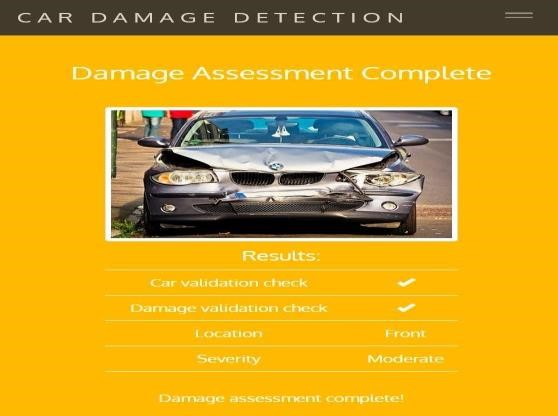 CAR DAMAGE DETECTION
Damage Assessment Complete
Results:
Car validation check ✔
Damage validation check ✔
Location Front
Severity Moderate
Damage assessment complete!